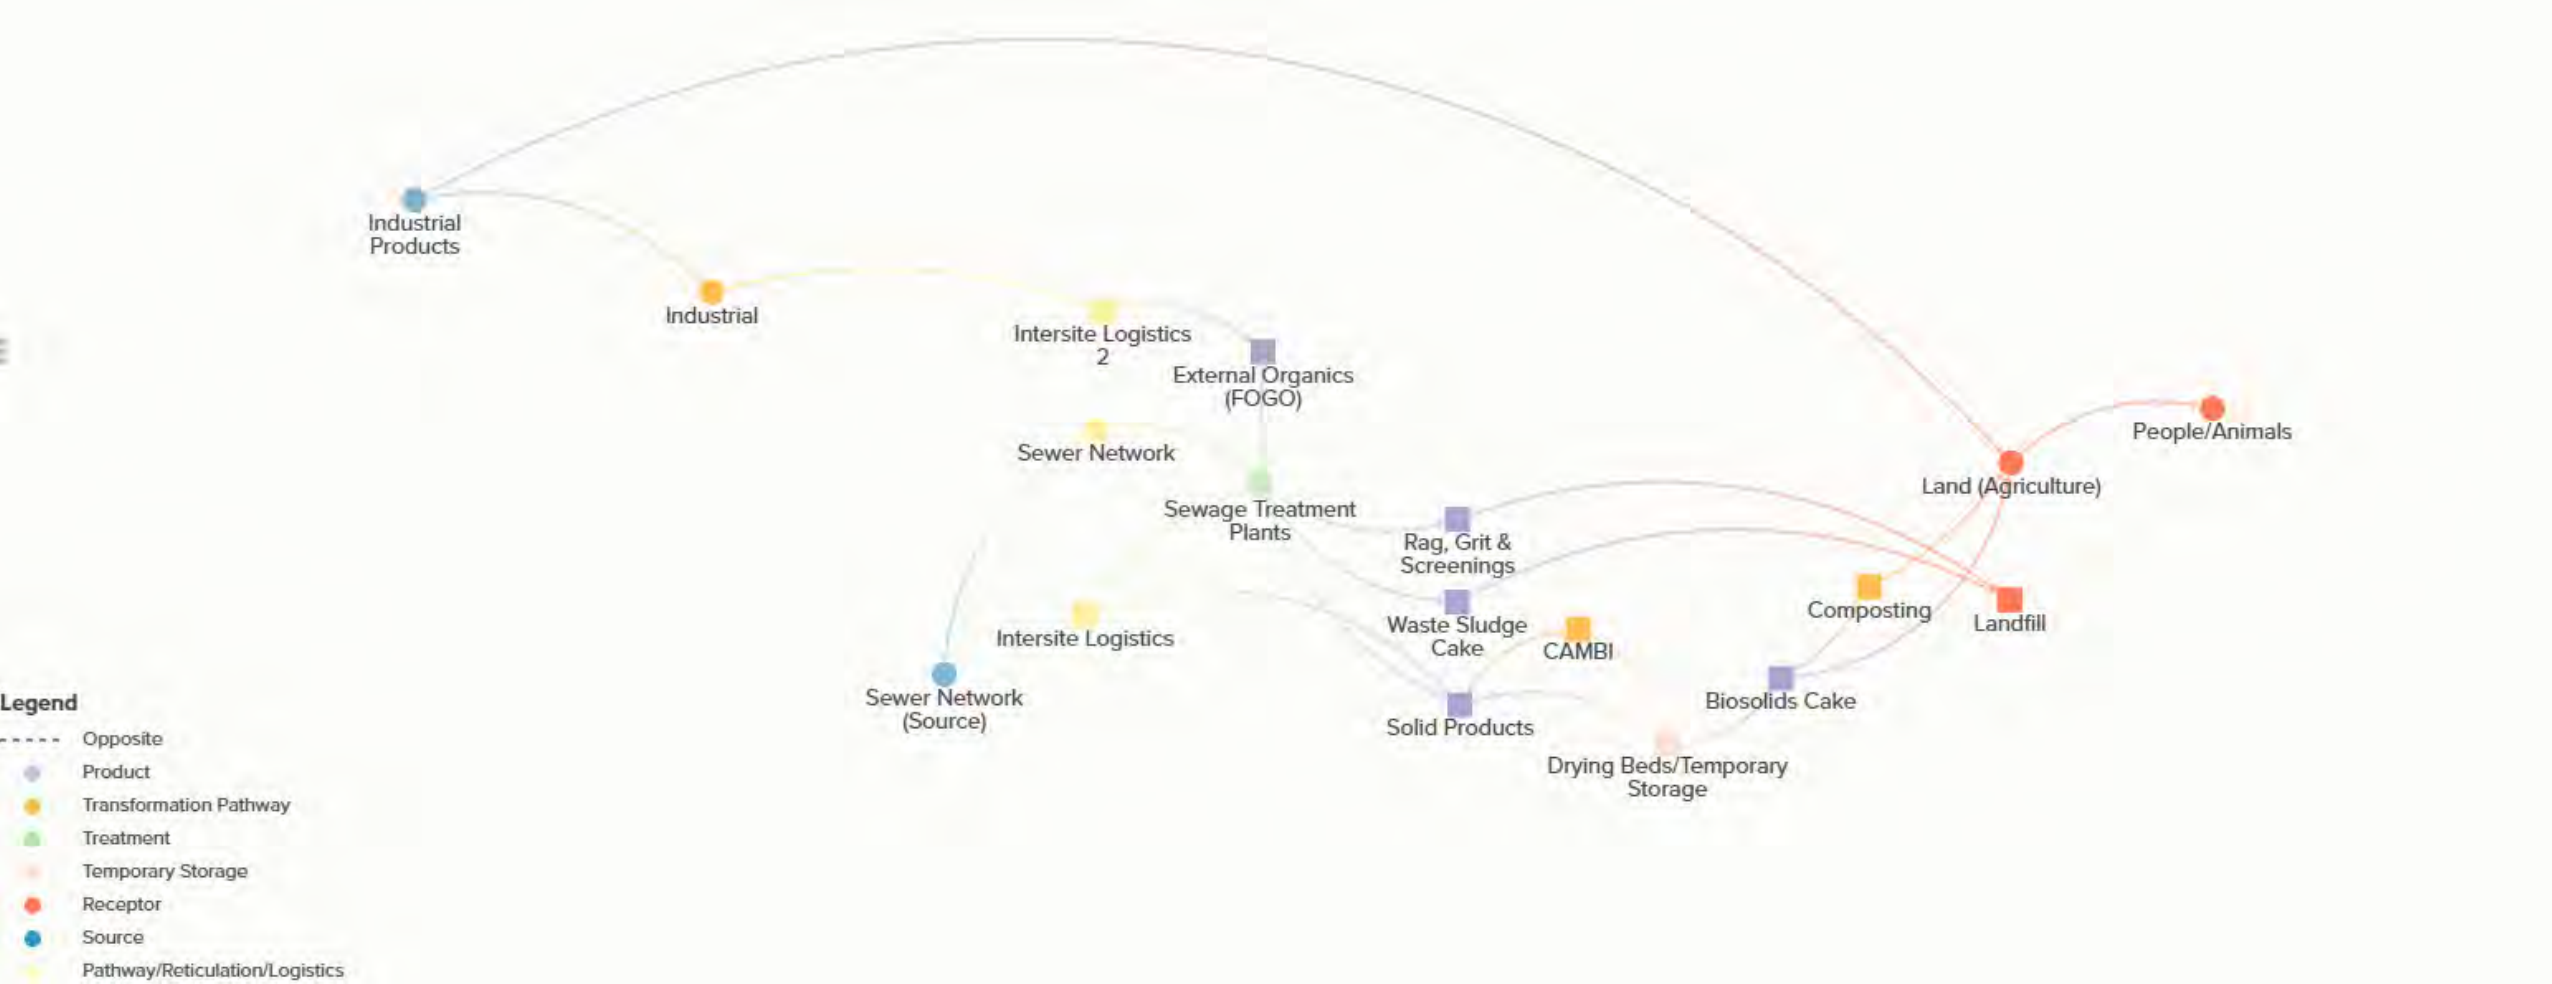 Industrial
Products
Industrial
Intersite Logistics
2
External Organics
(FOGO)
Sewer Network
Sewage Treatment
Plants
People/Animals
Land (Agriculture)
Rag, Grit &
Screenings
Waste Sludge
Cake
CAMBI
Composting
Landfill
Intersite Logistics
Sewer Network
(Source)
Solid Products
Biosolids Cake
Drying Beds/Temporary
Storage
Legend
Opposite
Product
Transformation Pathway
Treatment
Temporary Storage
Receptor
Source
Pathway/Reticulation/Logistics